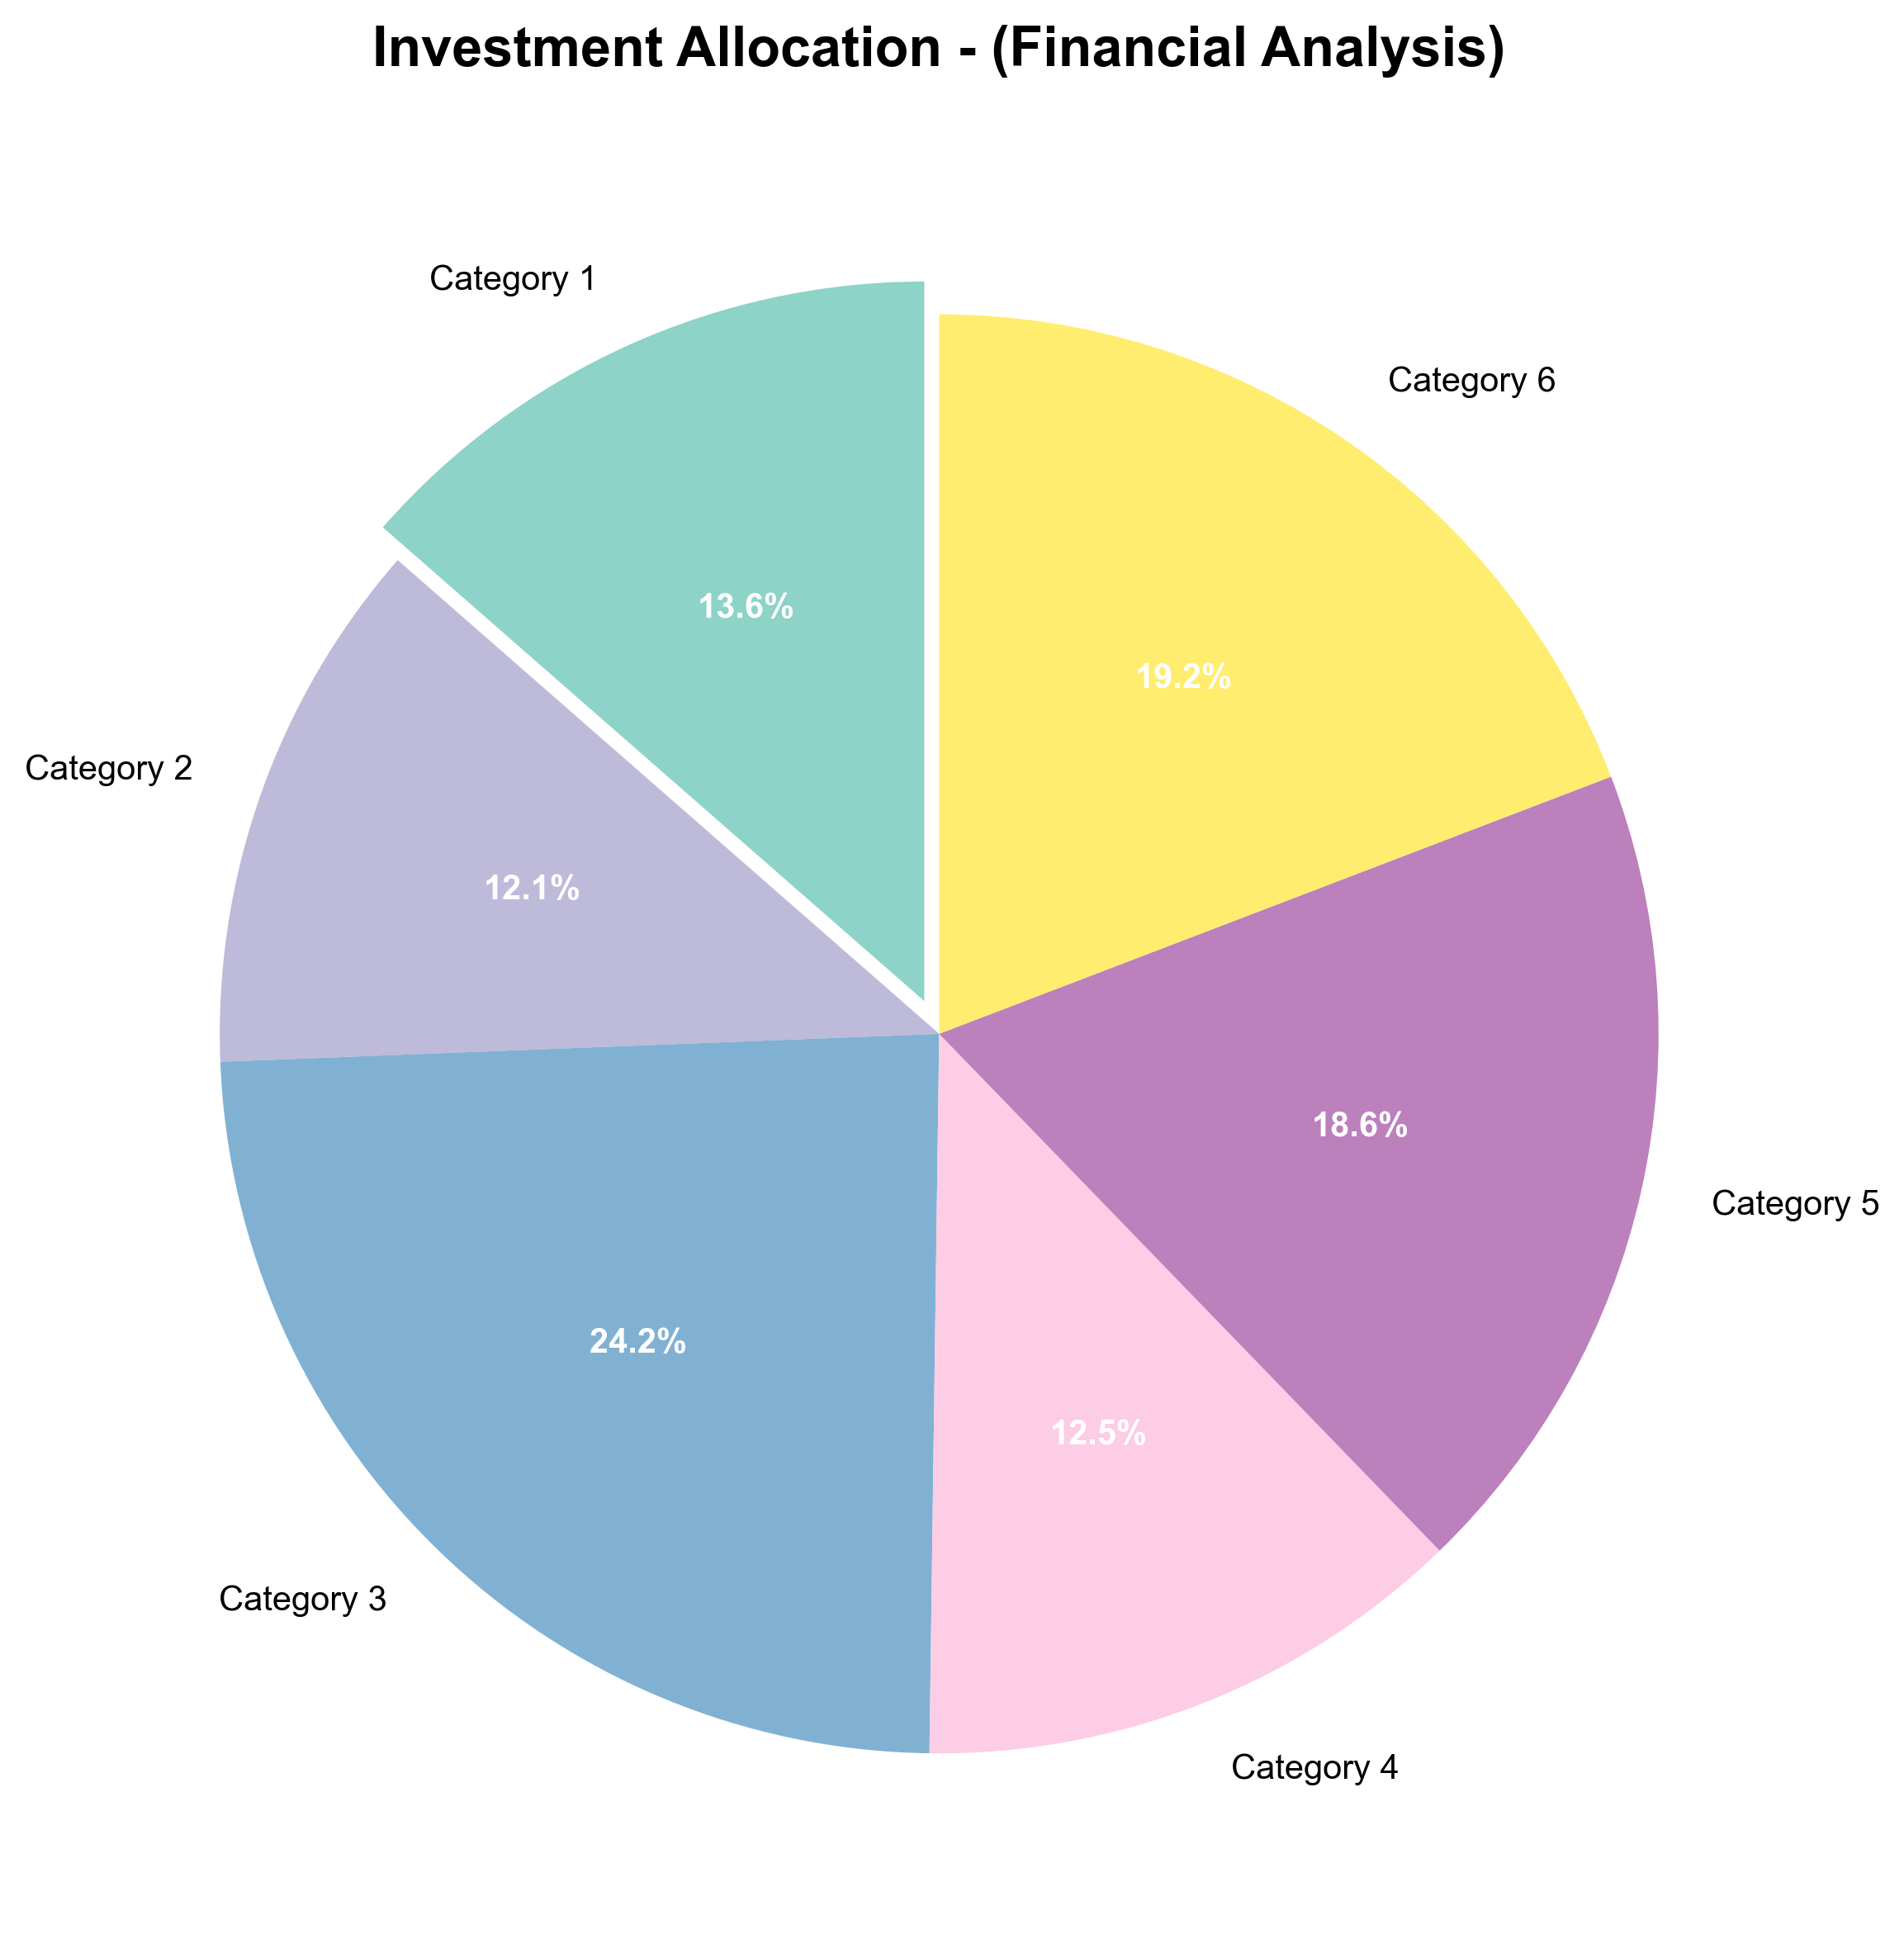 Investment Allocation - (Financial Analysis)
Category 1
Category 6
13.6%
19.2%
Category 2
12.1%
18.6%
Category 5
24.2%
12.5%
Category 3
Category 4